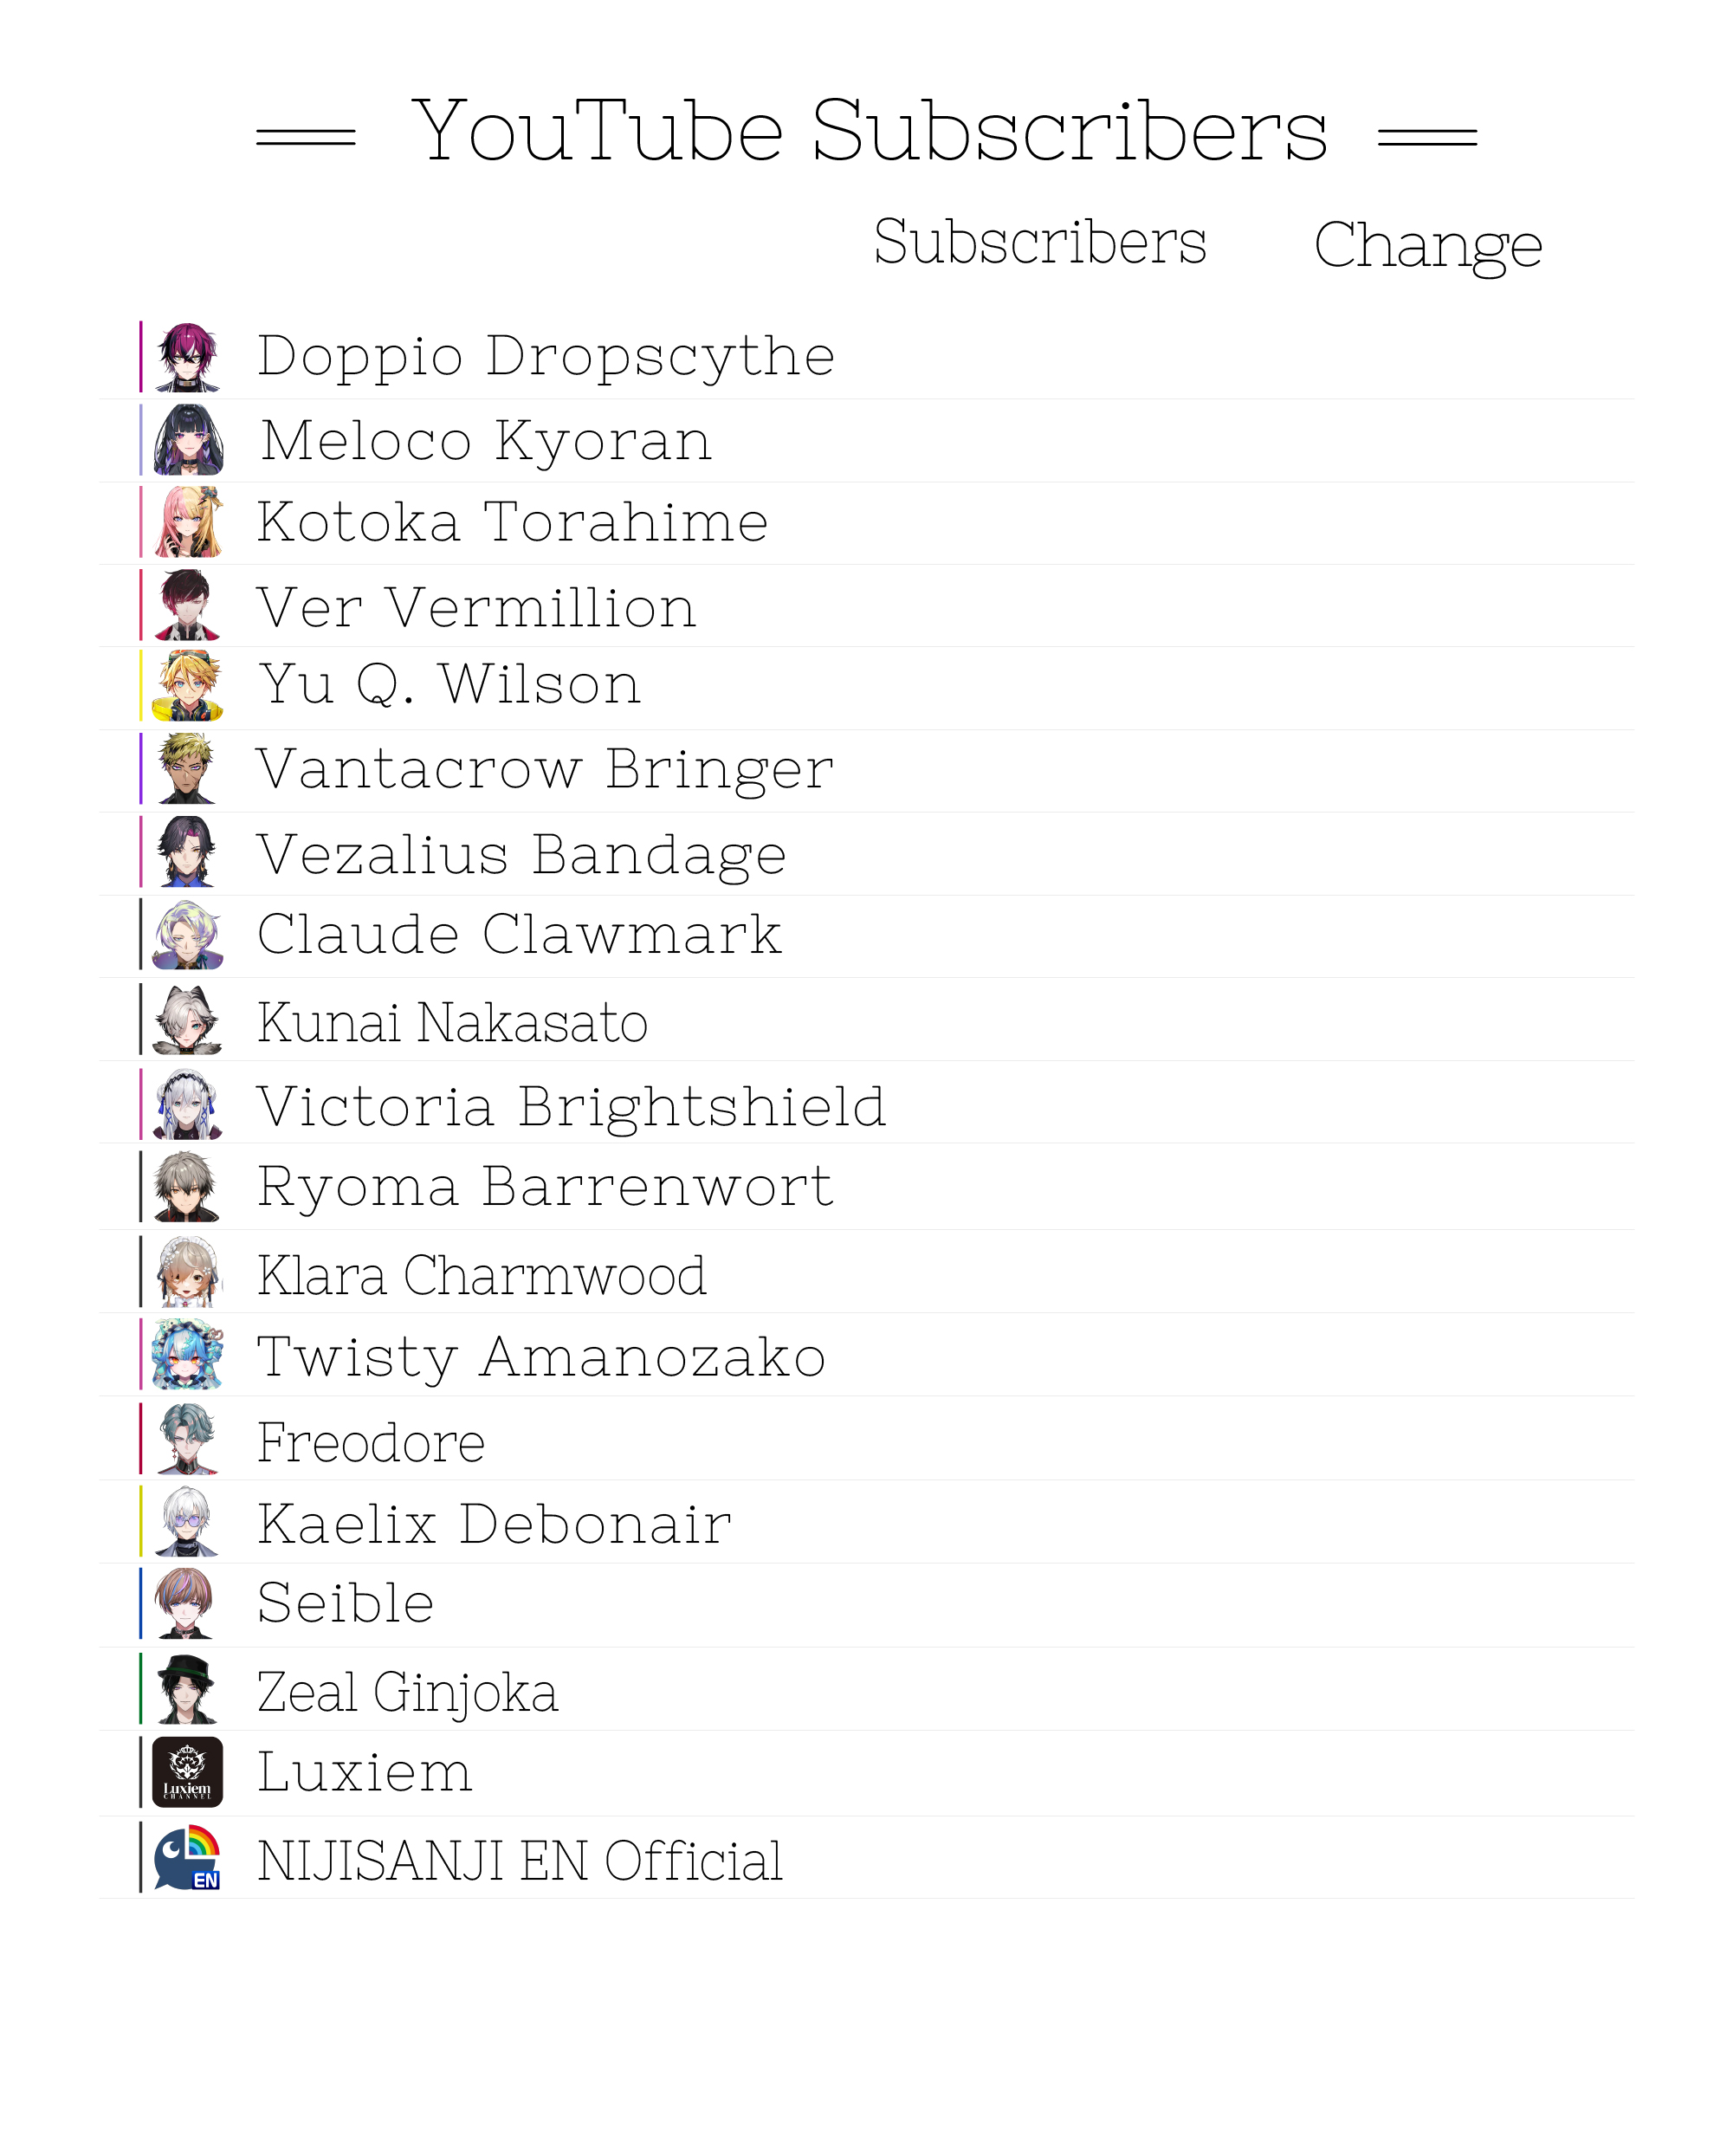 YouTube Subscribers
Subscribers Change
Doppio Dropscythe
Meloco Kyoran
Kotoka Torahime
Ver Vermillion
Yu Q. Wilson
Vantacrow Bringer
Vezalius Bandage
Claude Clawmark
Kunai Nakasato
Victoria Brightshield
Ryoma Barrenwort
Klara Charmwood
Twisty Amanozako
Freodore
Kaelix Debonair
Seible
Zeal Ginjoka
Luxiem
CHANNEL
Luxiem
EN
NIJISANJI EN Official